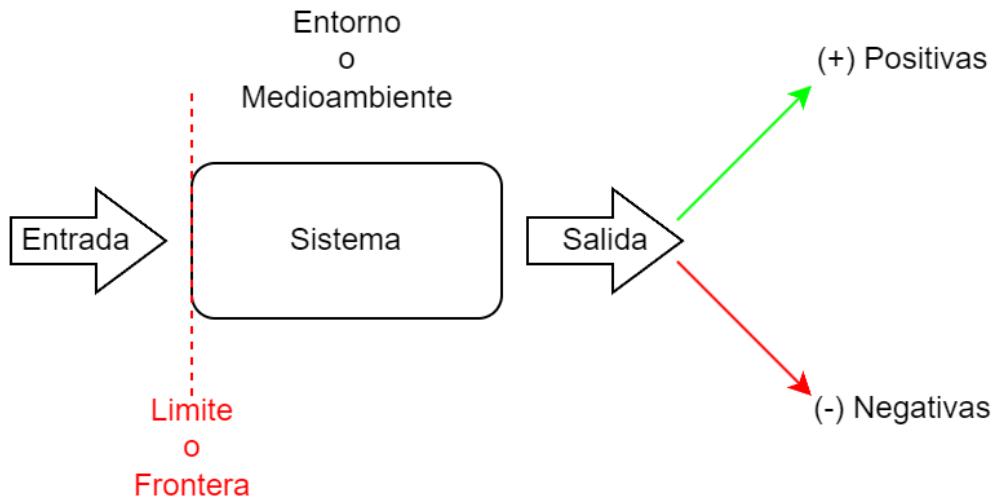 Entorno
o
Medioambiente
(+) Positivas
Entrada
Sistema
Salida
Limite
o
Frontera
(-) Negativas